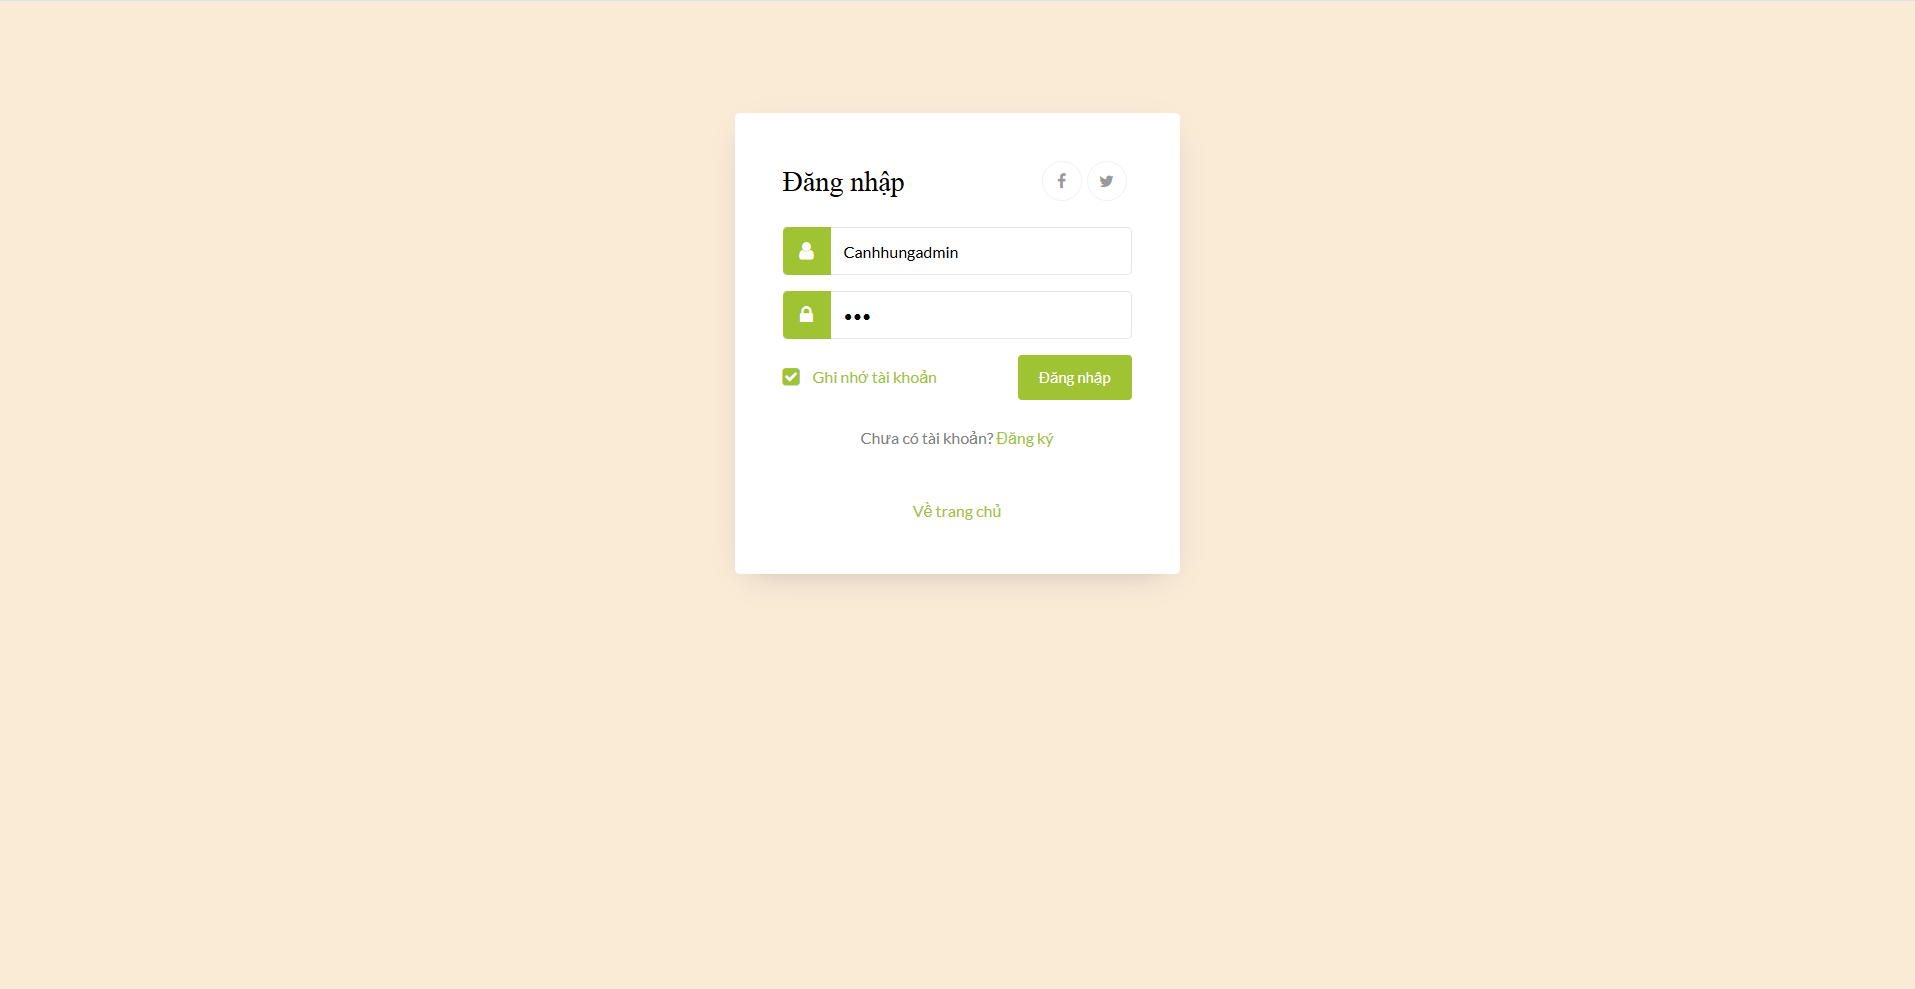 Đăng nhập
Canhhungadmin
•••
Ghi nhớ tài khoản
Đăng nhập
Chưa có tài khoản? Đăng ký
Về trang chủ